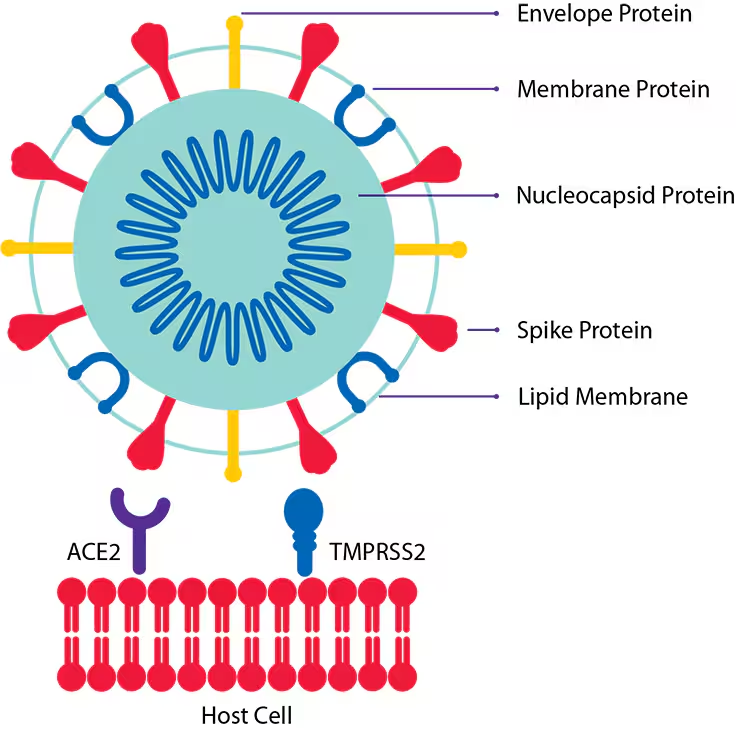 Envelope Protein
Membrane Protein
Nucleocapsid Protein
Spike Protein
Lipid Membrane
ACE2
TMPRSS2
Host Cell